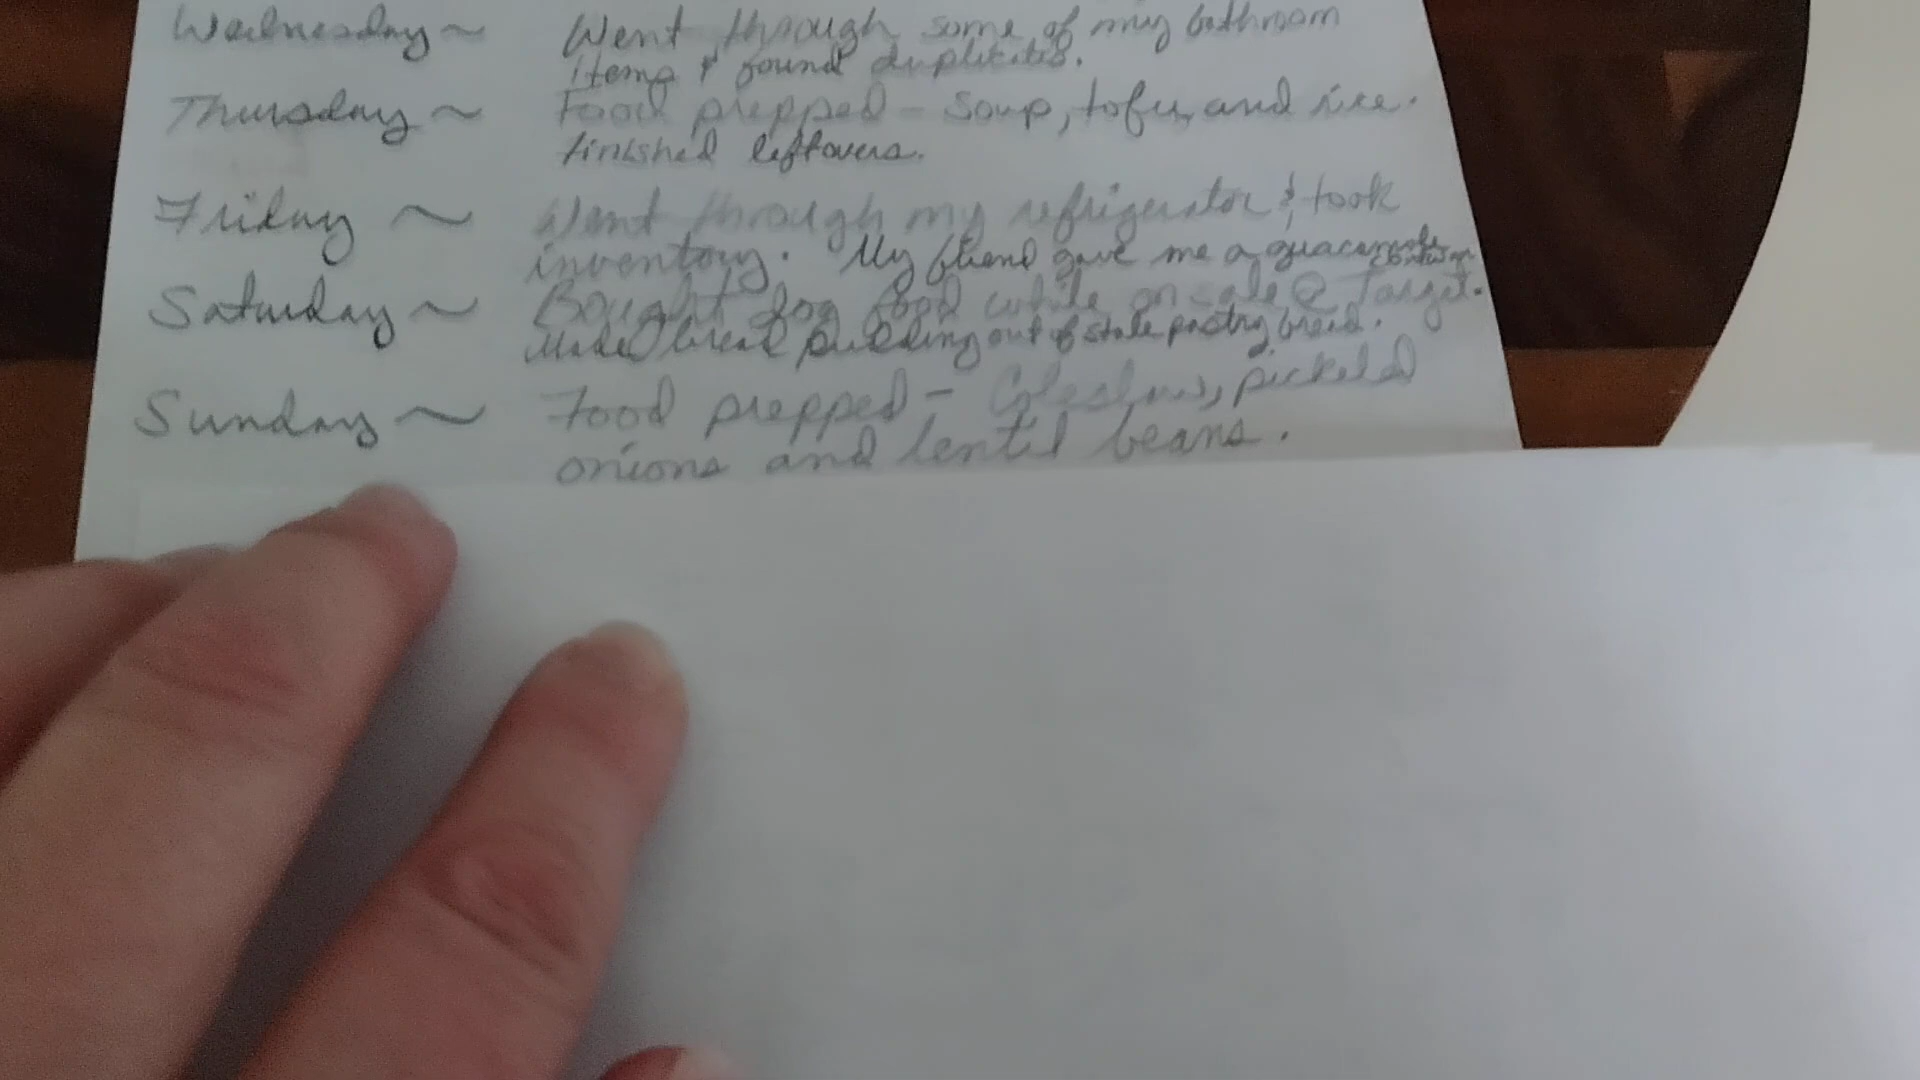 Wednesday ~ Went through some of my bathroom
items & found duplicites.
Thursday ~ Food prepped - Soup, tofu, and rice.
finished leftovers.
Friday ~ Went through my refrigerator & took
inventory. My friend gave me a guacamole
Saturday ~ Bought dog food while on sale @ Target.
Made bread pudding out of stale pastry bread.
Sunday ~ Food prepped - Coleslaw, pickeled
onions and lentil beans.